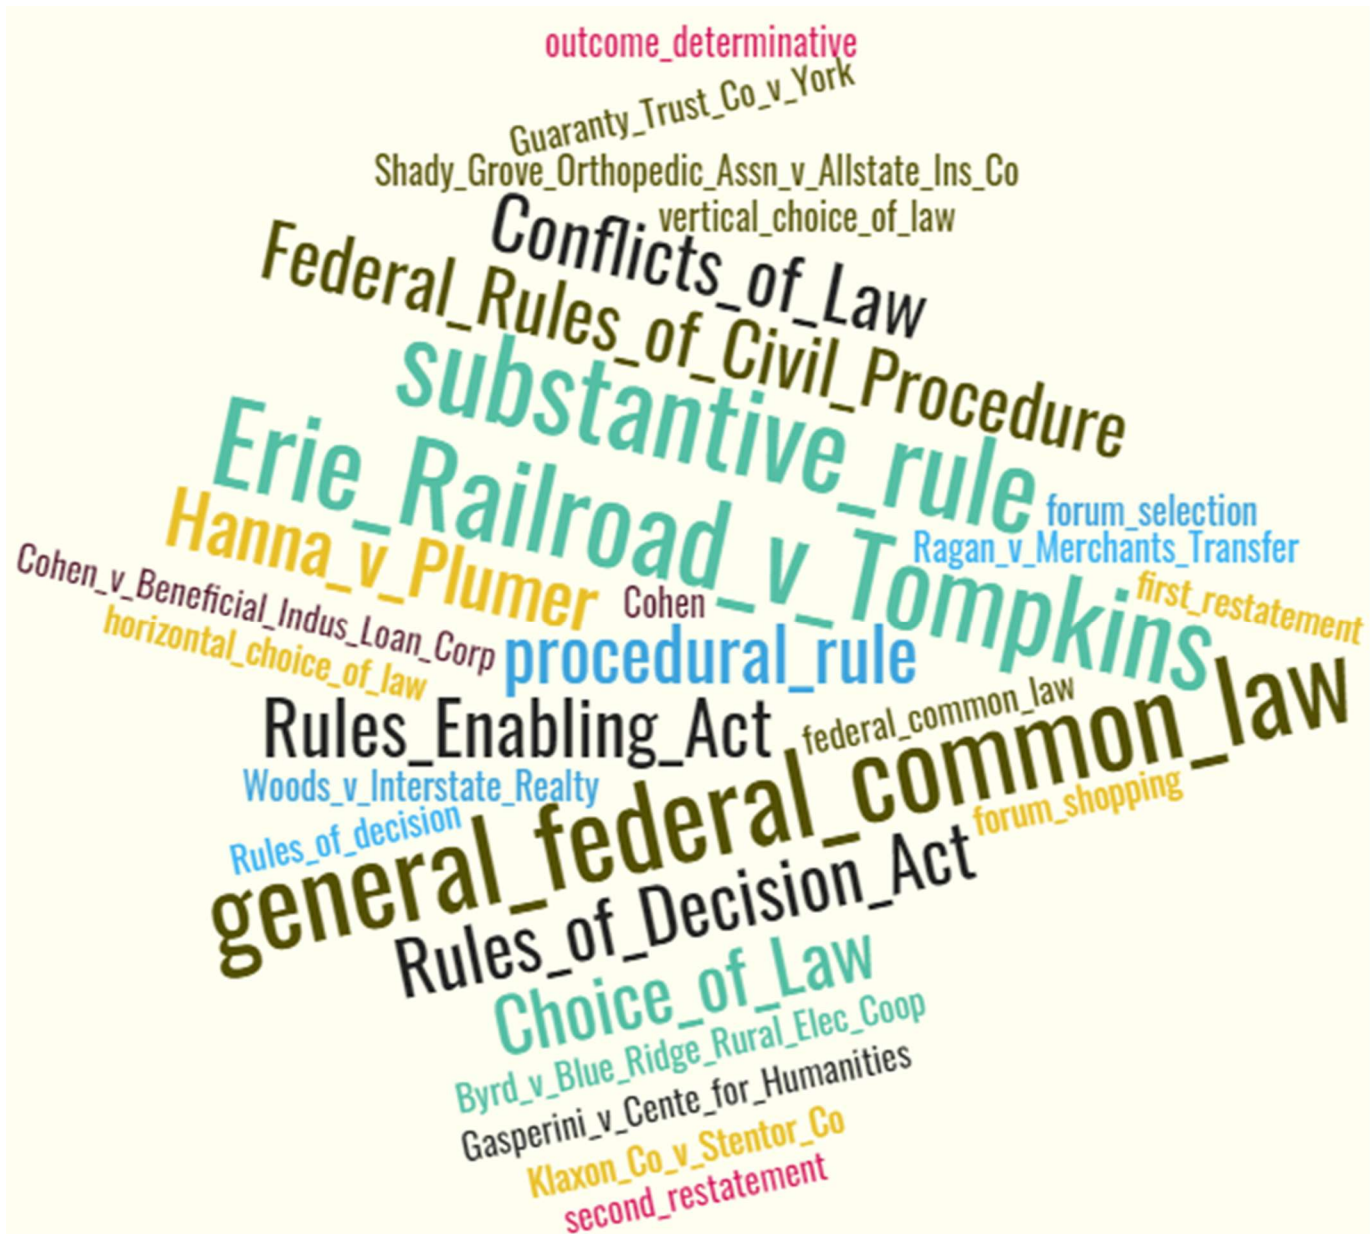 outcome_determinative
Guaranty_Trust_Co_v_York
Shady_Grove_Orthopedic_Assn_v_Allstate_Ins_Co
vertical_choice_of_law
Conflicts_of_Law
Federal_Rules_of_Civil_Procedure
substantive_rule
Erie_Railroad_v_Tompkins
forum_selection
Ragan_v_Merchants_Transfer
first_restatement
Hanna_v_Plumer
Cohen
Cohen_v_Beneficial_Indus_Loan_Corp
horizontal_choice_of_law
procedural_rule
Rules_Enabling_Act
federal_common_law
Woods_v_Interstate_Realty
Rules_of_decision
general_federal_common_law
forum_shopping
Rules_of_Decision_Act
Choice_of_Law
Byrd_v_Blue_Ridge_Rural_Elec_Coop
Gasperini_v_Cente_for_Humanities
Klaxon_Co_v_Stentor_Co
second_restatement